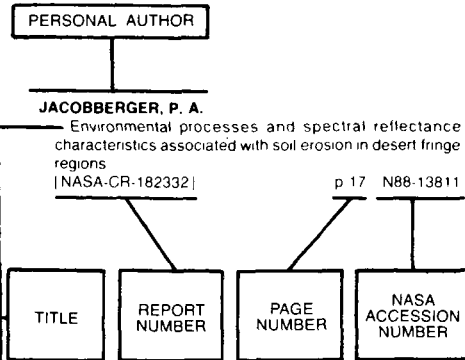 PERSONAL AUTHOR
JACOBBERGER, P. A.
Environmental processes and spectral reflectance
characteristics associated with soil erosion in desert fringe
regions
[NASA-CR-182332] p 17 N88-13811
TITLE
REPORT
NUMBER
PAGE
NUMBER
NASA
ACCESSION
NUMBER